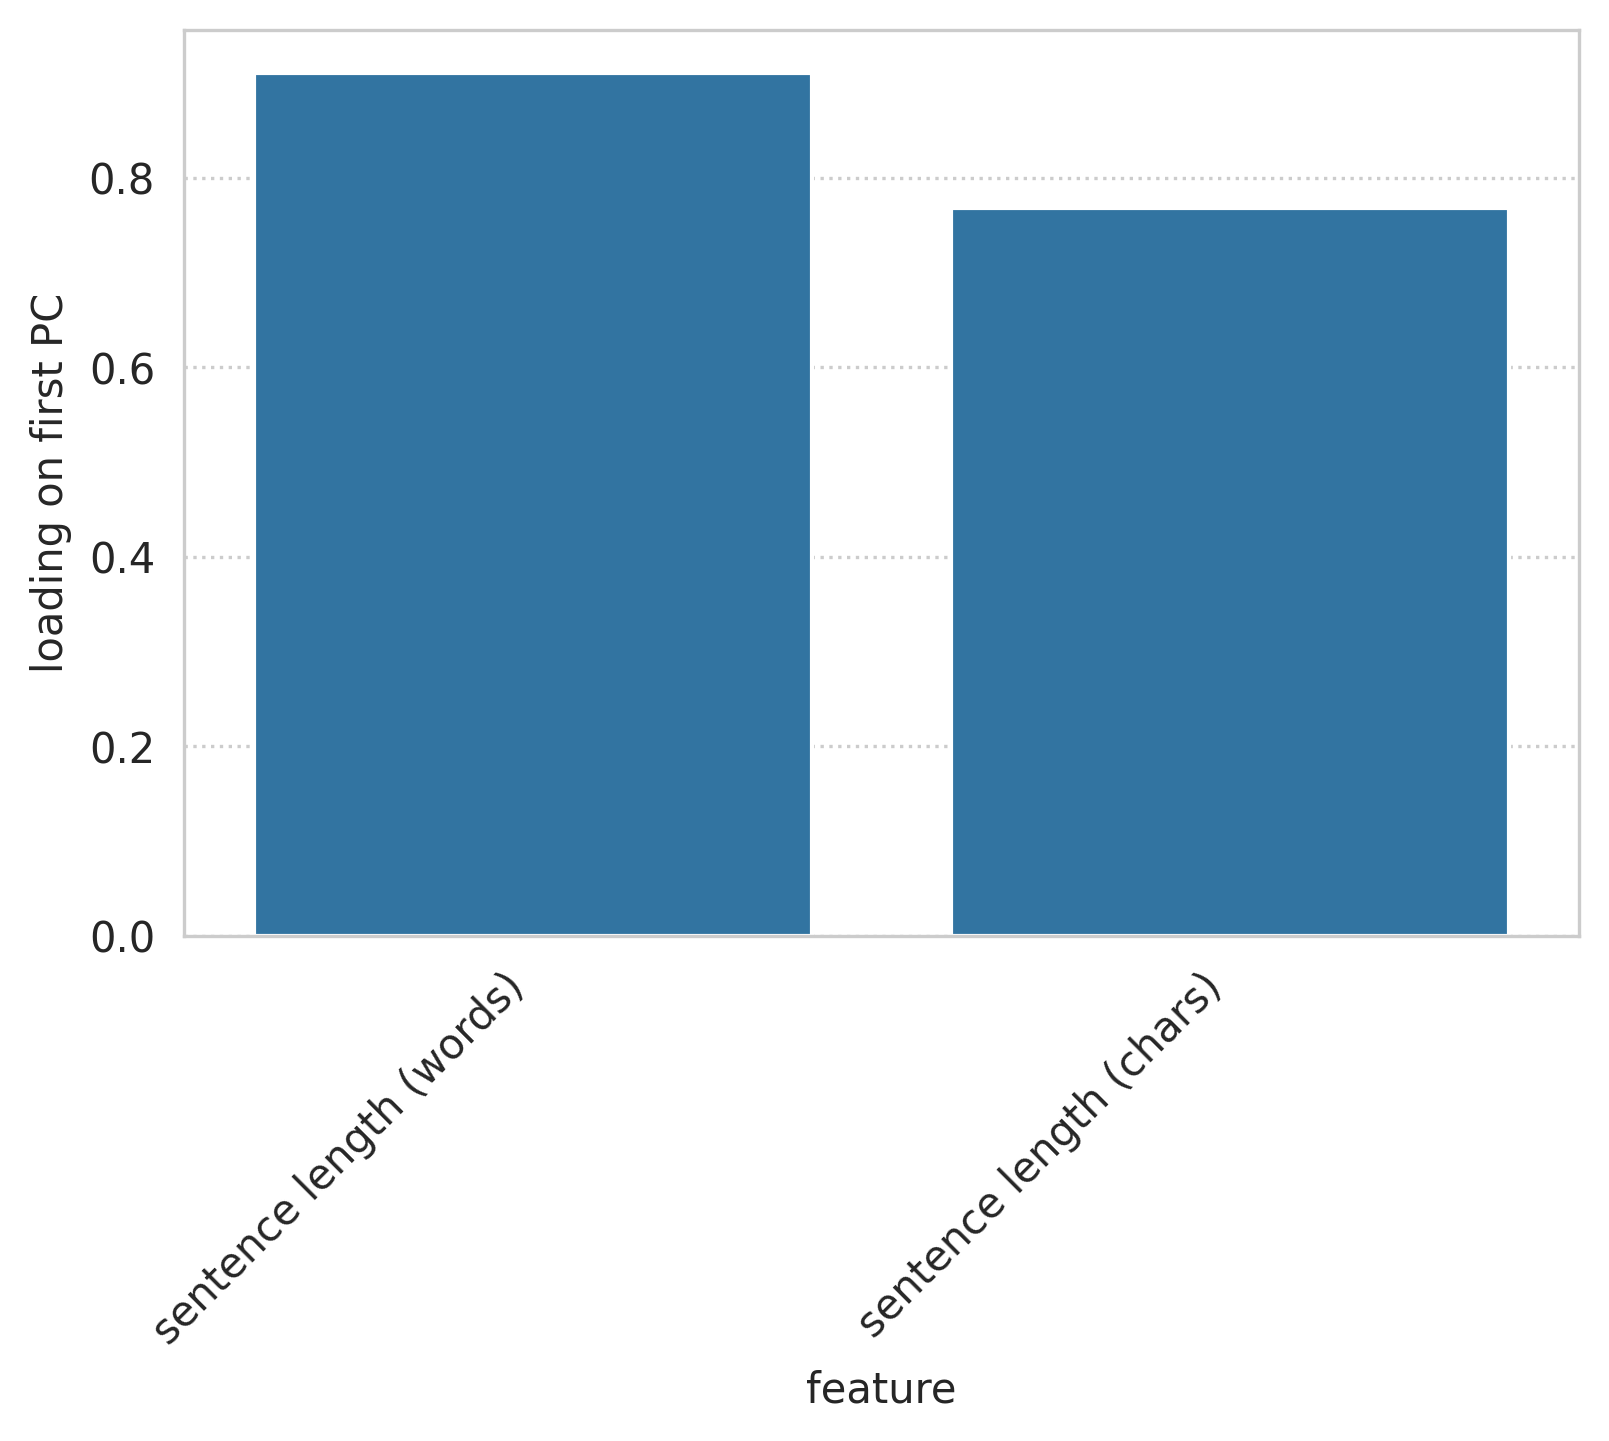 loading on first PC
0.8
0.6
0.4
0.2
0.0
sentence length (words)
sentence length (chars)
feature